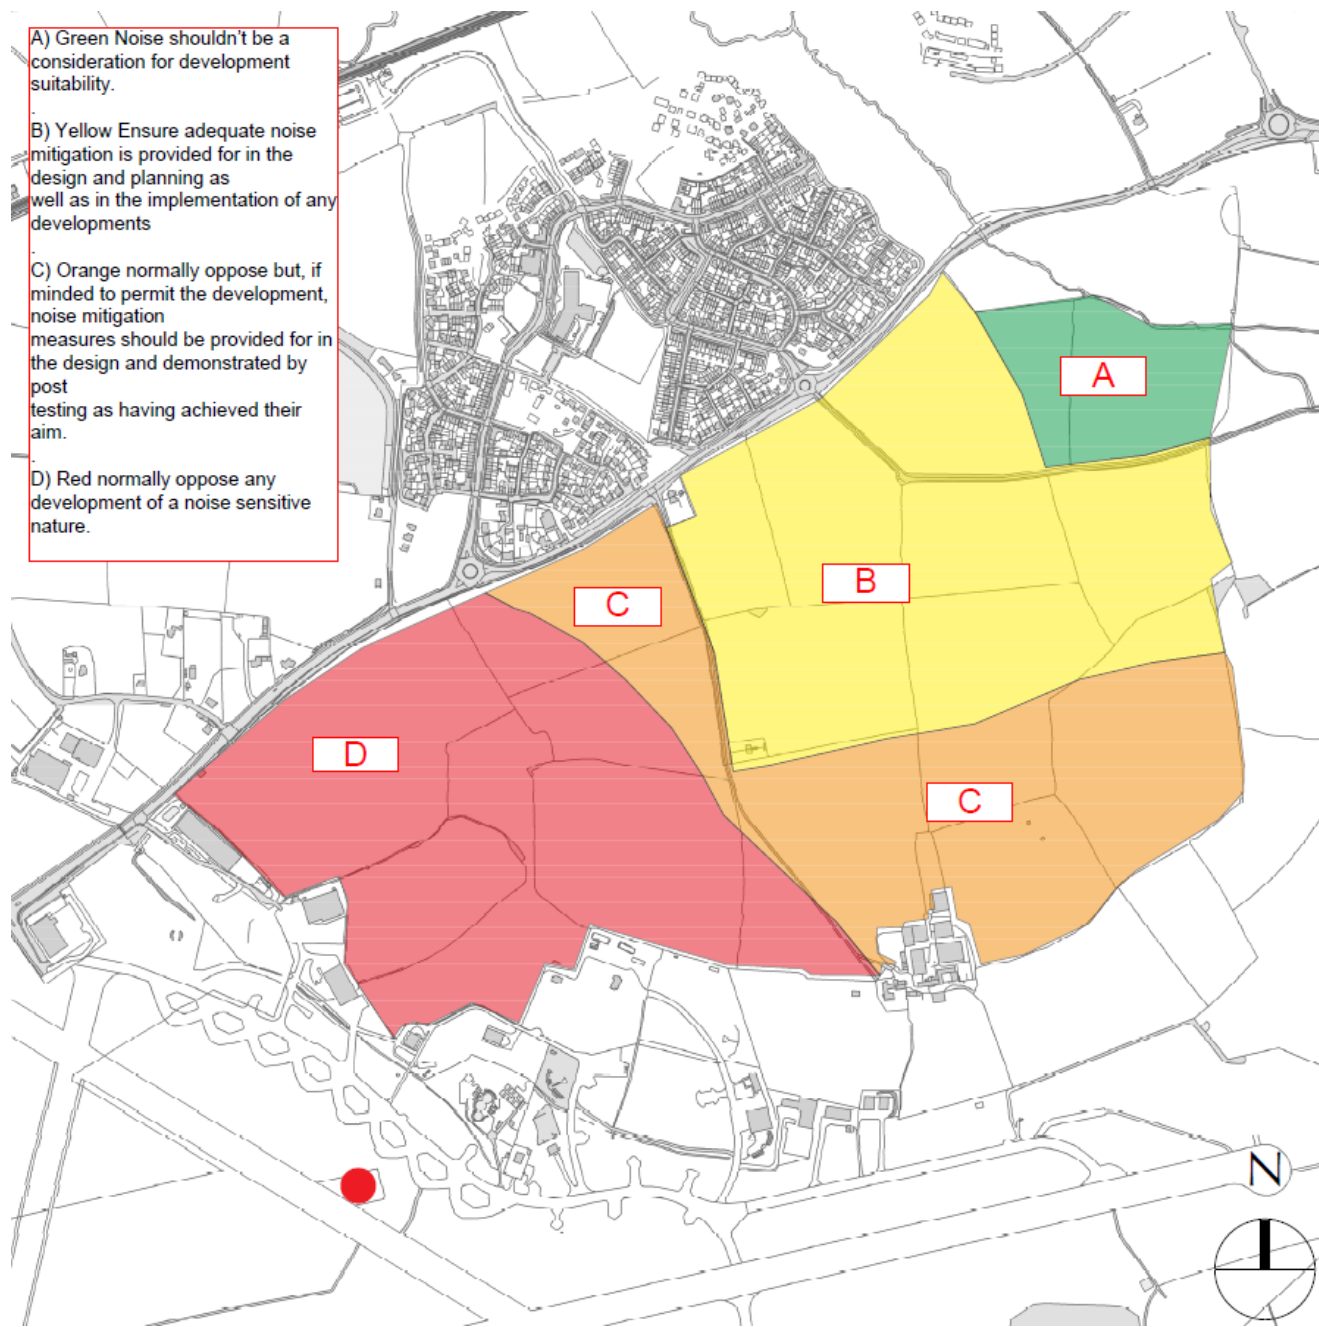 A) Green Noise shouldn't be a
consideration for development
suitability.
.
B) Yellow Ensure adequate noise
mitigation is provided for in the
design and planning as
well as in the implementation of any
developments
.
C) Orange normally oppose but, if
minded to permit the development,
noise mitigation
measures should be provided for in
the design and demonstrated by
post
testing as having achieved their
aim.
.
D) Red normally oppose any
development of a noise sensitive
nature.
A
B
C
D
C
N